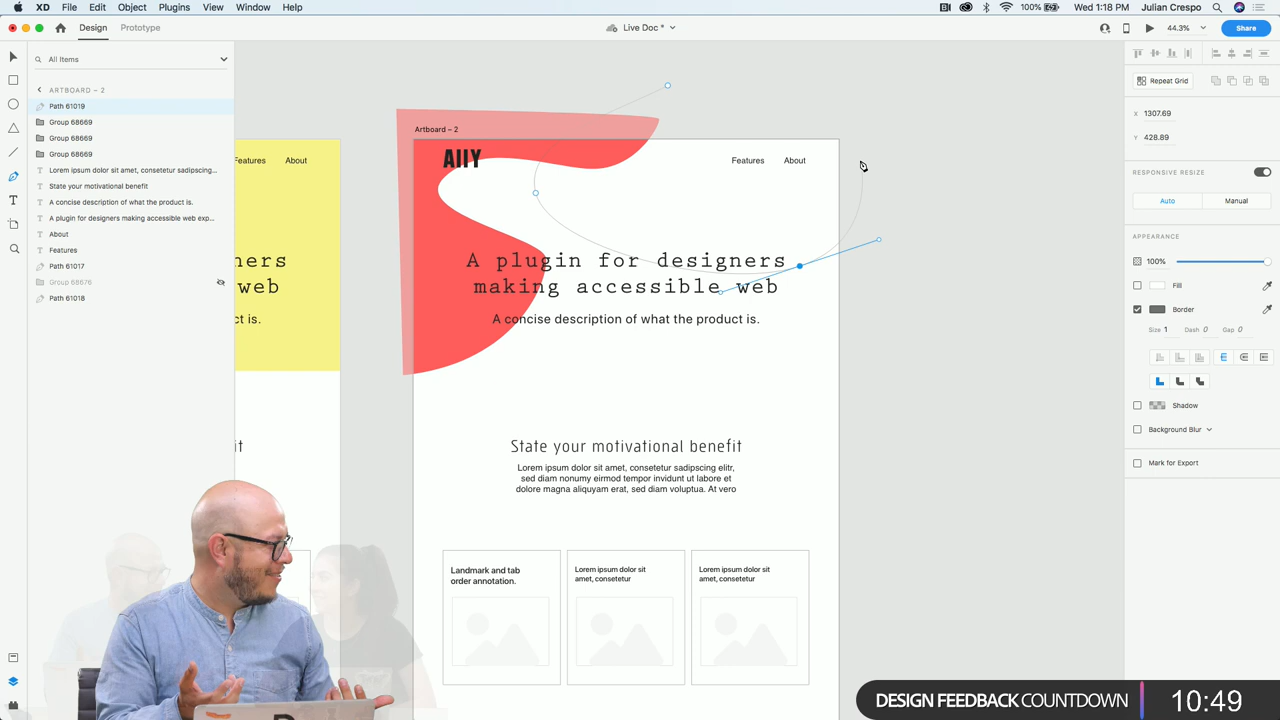 XD File Edit Object Plugins View Window Help
100% Wed 1:18 PM Julian Crespo
Design Prototype
Live Doc *
44.3%
Share
All Items
ARTBOARD – 2
Path 61019
Group 68669
Group 68669
Group 68669
Lorem ipsum dolor sit amet, consetetur sadipscing...
State your motivational benefit
A concise description of what the product is.
A plugin for designers making accessible web exp...
About
Features
Path 61017
Group 68676
Path 61018
Features About
ners
web
ct is.
it
Artboard – 2
AllY
Features About
A plugin for designers
making accessible web
A concise description of what the product is.
State your motivational benefit
Lorem ipsum dolor sit amet, consetetur sadipscing elitr,
sed diam nonumy eirmod tempor invidunt ut labore et
dolore magna aliquyam erat, sed diam voluptua. At vero
Landmark and tab
order annotation.
Lorem ipsum dolor sit
amet, consetetur
Lorem ipsum dolor sit
amet, consetetur
Repeat Grid
X 1307.69
Y 428.89
RESPONSIVE RESIZE
Auto Manual
APPEARANCE
100%
Fill
Border
Size 1 Dash 0 Gap 0
Shadow
Background Blur
Mark for Export
DESIGN FEEDBACK COUNTDOWN 10:49